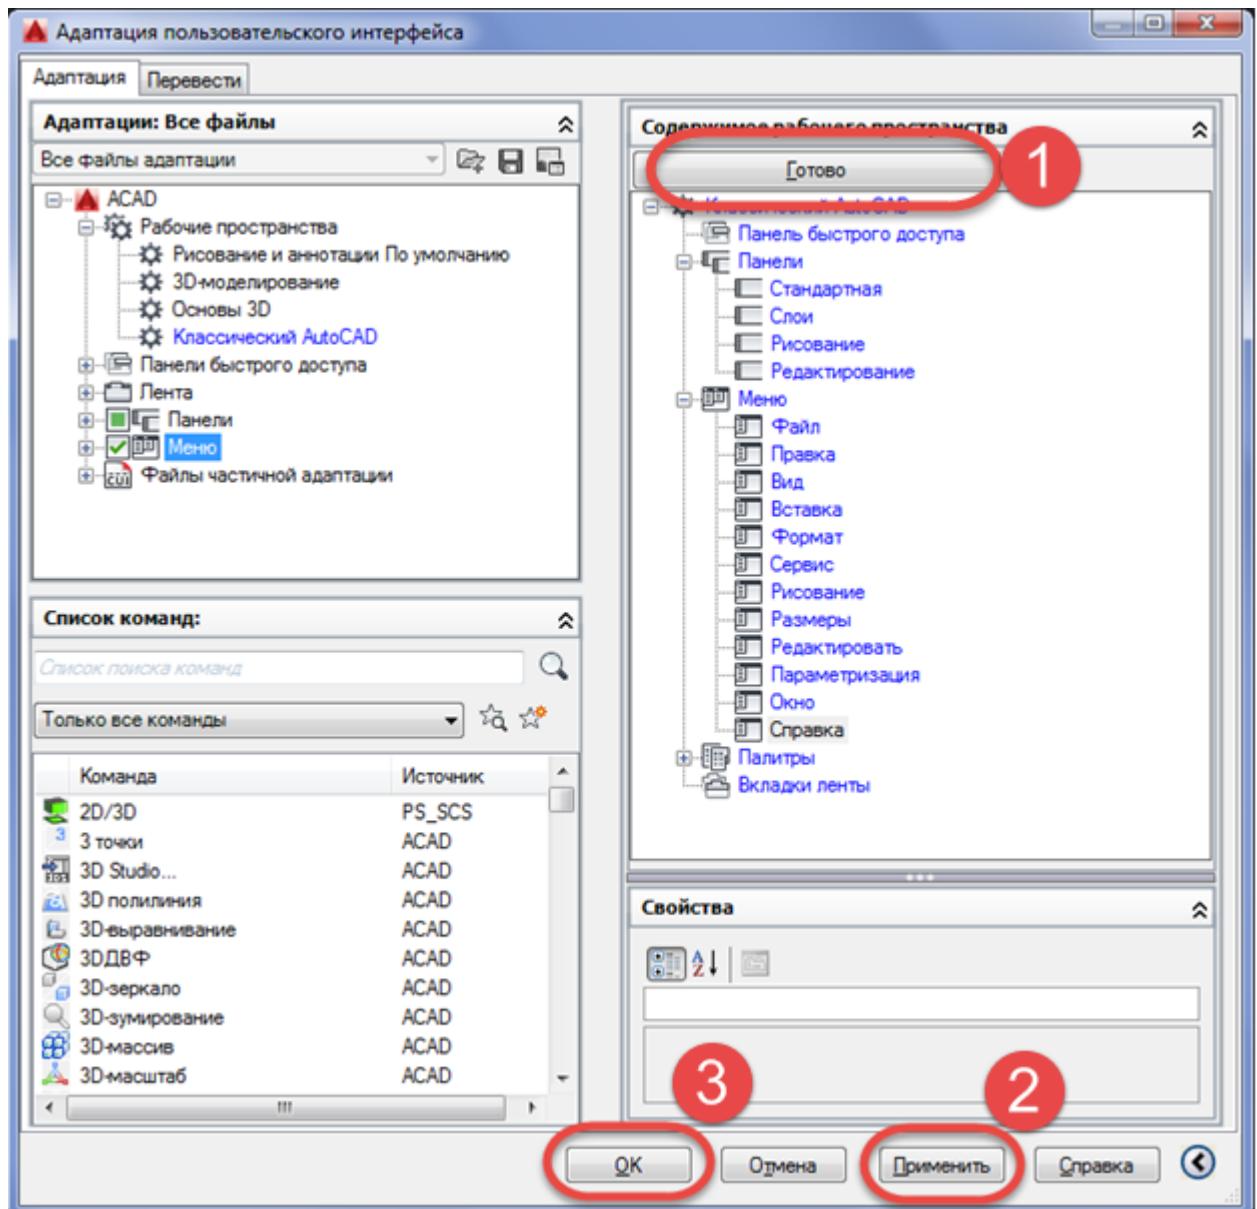 Адаптация пользовательского интерфейса
Адаптация
Перевести
Адаптации: Все файлы
Все файлы адаптации
ACAD
Рабочие пространства
Рисование и аннотации По умолчанию
3D-моделирование
Основы 3D
Классический AutoCAD
Панели быстрого доступа
Лента
Панели
Меню
Файлы частичной адаптации
Список команд:
Список поиска команд
Только все команды
Команда Источник
2D/3D PS_SCS
3 точки ACAD
3D Studio... ACAD
3D полилиния ACAD
3D-выравнивание ACAD
3DДВФ ACAD
3D-зеркало ACAD
3D-зумирование ACAD
3D-массив ACAD
3D-масштаб ACAD
Содержимое рабочего пространства
1
Готово
Классический AutoCAD
Панель быстрого доступа
Панели
Стандартная
Слои
Рисование
Редактирование
Меню
Файл
Правка
Вид
Вставка
Формат
Сервис
Рисование
Размеры
Редактировать
Параметризация
Окно
Справка
Палитры
Вкладки ленты
Свойства
3
2
OK
Отмена
Применить
Справка